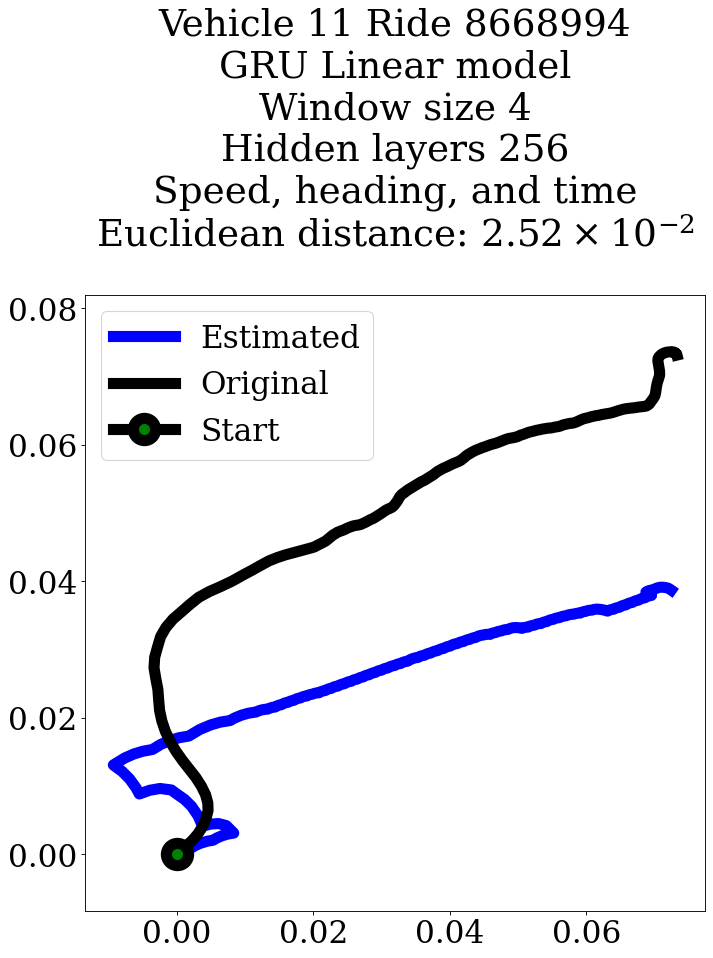 Vehicle 11 Ride 8668994
GRU Linear model
Window size 4
Hidden layers 256
Speed, heading, and time
Euclidean distance: 2.52 × 10⁻²
0.08
0.06
0.04
0.02
0.00
Estimated
Original
Start
0.00 0.02 0.04 0.06